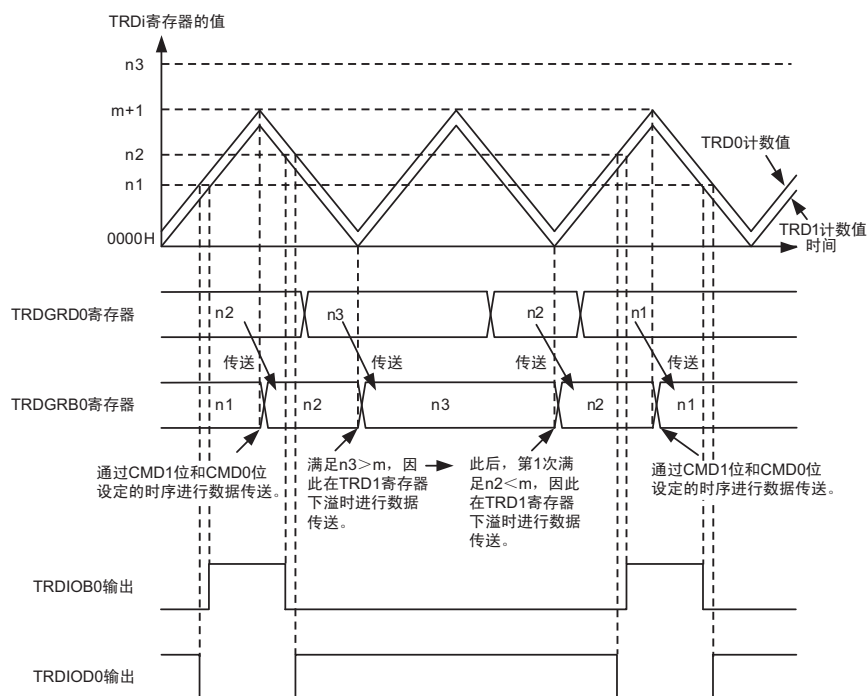 TRDi寄存器的值
n3
m+1
n2
n1
0000H
TRD0计数值
TRD1计数值
时间
TRDGRD0寄存器
n2
n3
n2
n1
传送
传送
传送
传送
TRDGRB0寄存器
n1
n2
n3
n2
n1
通过CMD1位和CMD0位
设定的时序进行数据传送。
满足n3＞m，因
此在TRD1寄存器
下溢时进行数据
传送。
此后，第1次满
足n2＜m，因此
在TRD1寄存器
下溢时进行数据
传送。
通过CMD1位和CMD0位
设定的时序进行数据传送。
TRDIOB0输出
TRDIOD0输出